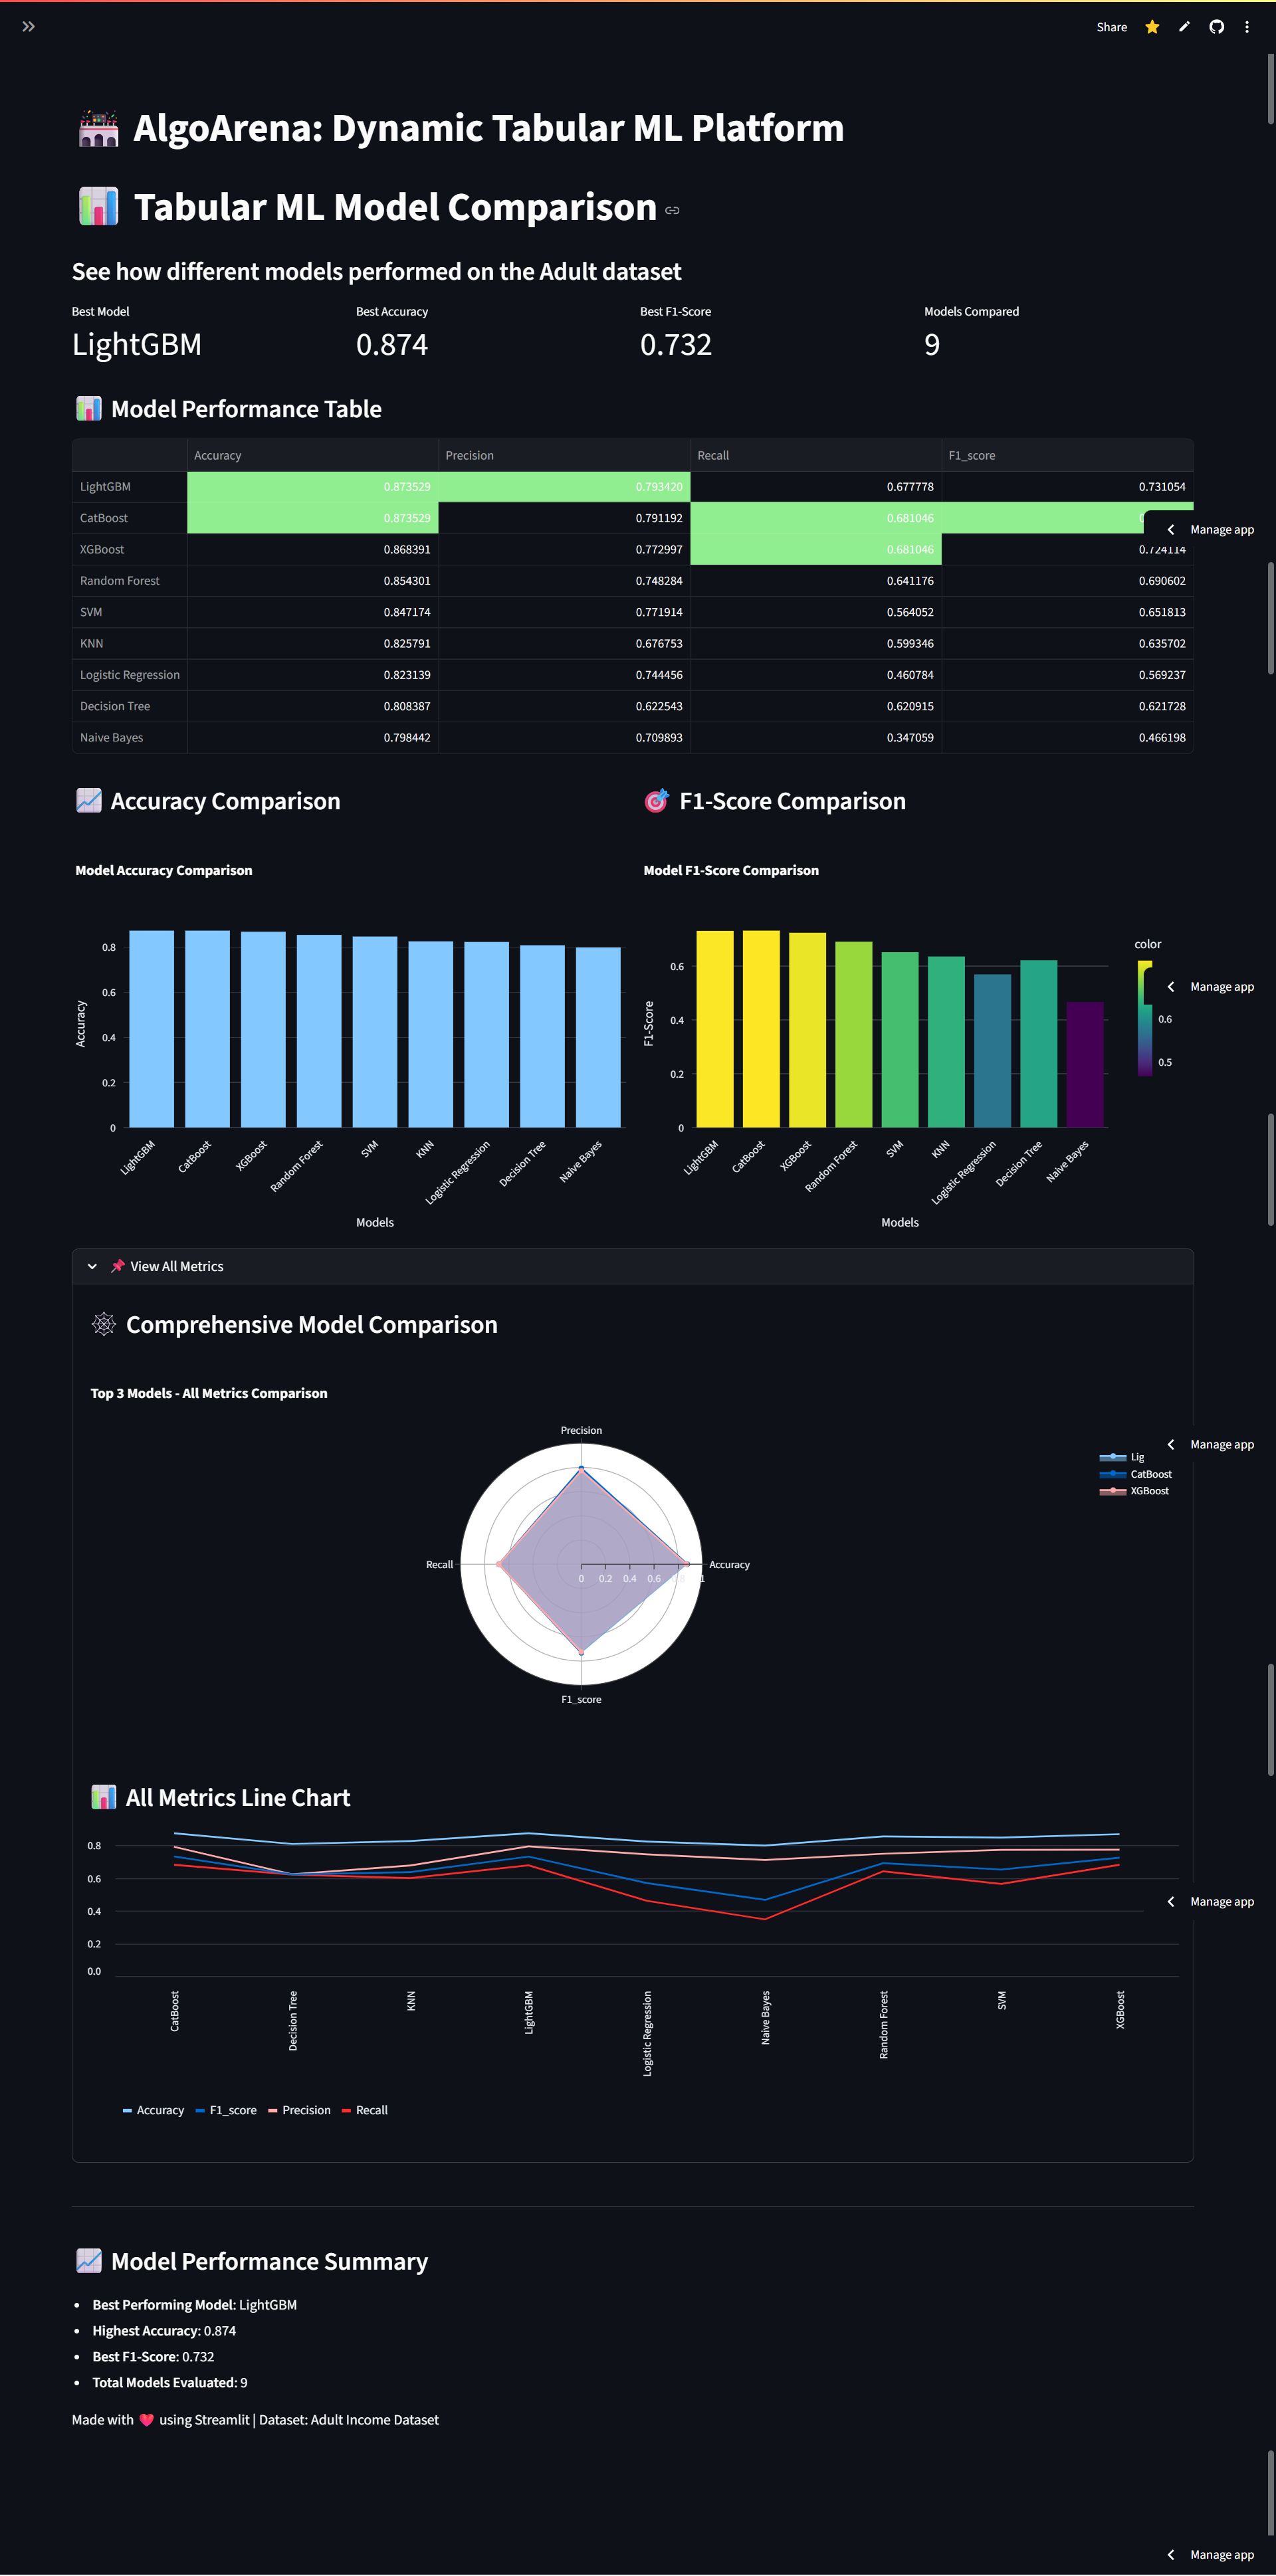 Share
AlgoArena: Dynamic Tabular ML Platform
Tabular ML Model Comparison
See how different models performed on the Adult dataset
Best Model Best Accuracy Best F1-Score Models Compared
LightGBM 0.874 0.732 9
Model Performance Table
Accuracy Precision Recall F1_score
LightGBM 0.873529 0.793420 0.677778 0.731054
CatBoost 0.873529 0.791192 0.681046
Manage app
XGBoost 0.868391 0.772997 0.681046 0.724114
Random Forest 0.854301 0.748284 0.641176 0.690602
SVM 0.847174 0.771914 0.564052 0.651813
KNN 0.825791 0.676753 0.599346 0.635702
Logistic Regression 0.823139 0.744456 0.460784 0.569237
Decision Tree 0.808387 0.622543 0.620915 0.621728
Naive Bayes 0.798442 0.709893 0.347059 0.466198
Accuracy Comparison
Model Accuracy Comparison
Accuracy
0.8
0.6
0.4
0.2
0
LightGBM
CatBoost
XGBoost
Random Forest
SVM
KNN
Logistic Regression
Decision Tree
Naive Bayes
Models
F1-Score Comparison
Model F1-Score Comparison
F1-Score
0.6
0.4
0.2
0
LightGBM
CatBoost
XGBoost
Random Forest
SVM
KNN
Logistic Regression
Decision Tree
Naive Bayes
Models
color
Manage app
0.6
0.5
View All Metrics
Comprehensive Model Comparison
Top 3 Models - All Metrics Comparison
Precision
Manage app
Lig
CatBoost
XGBoost
Recall
Accuracy
0 0.2 0.4 0.6
F1_score
All Metrics Line Chart
0.8
0.6
0.4
0.2
0.0
Manage app
CatBoost
Decision Tree
KNN
LightGBM
Logistic Regression
Naive Bayes
Random Forest
SVM
XGBoost
Accuracy F1_score Precision Recall
Model Performance Summary
• Best Performing Model: LightGBM
• Highest Accuracy: 0.874
• Best F1-Score: 0.732
• Total Models Evaluated: 9
Made with ❤️ using Streamlit | Dataset: Adult Income Dataset
Manage app